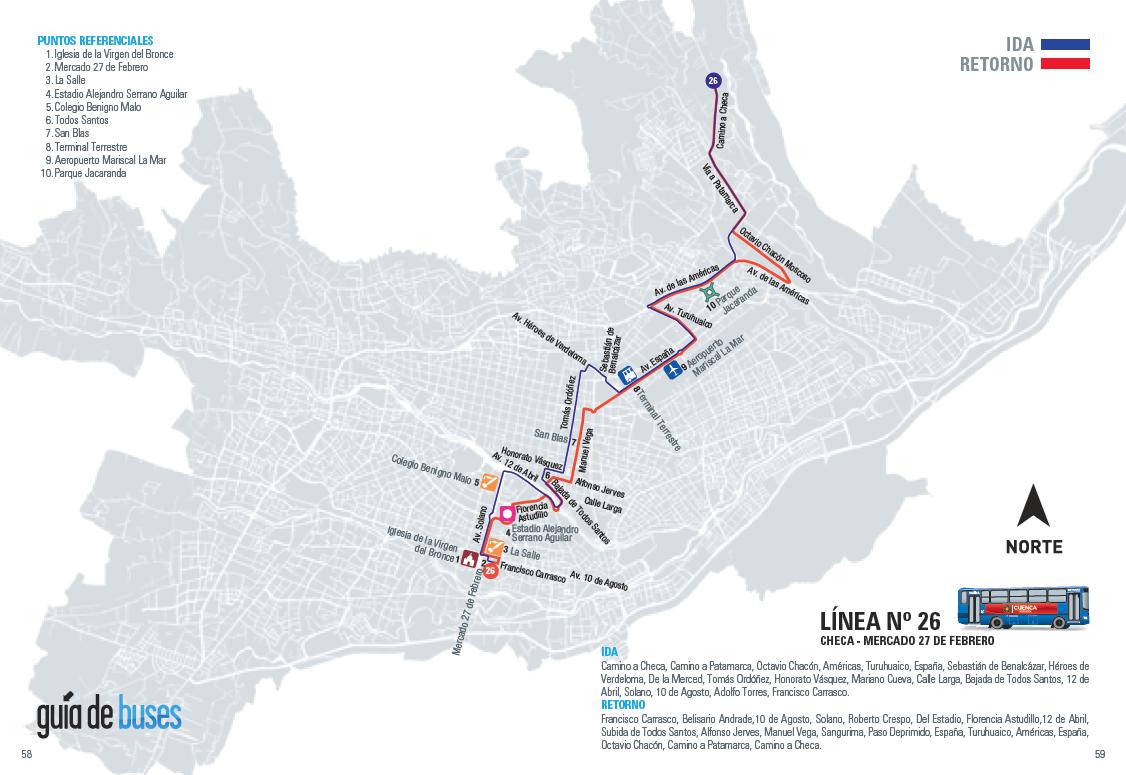 PUNTOS REFERENCIALES
1. Iglesia de la Virgen del Bronce
2. Mercado 27 de Febrero
3. La Salle
4. Estadio Alejandro Serrano Aguilar
5. Colegio Benigno Malo
6. Todos Santos
7. San Blas
8. Terminal Terrestre
9. Aeropuerto Mariscal La Mar
10. Parque Jacaranda
IDA
RETORNO
26
Camino a Checa
Vía a Patamarca
Octavio Chacón Moscoso
Av. de las Américas
Av. de las Américas
10 Parque
Jacaranda
Av. Turuhuaico
Av. Héroes de Verdeloma
Sebastián de
Benalcázar
Av. España
9 Aeropuerto
Mariscal La Mar
8 Terminal Terrestre
Tomás Ordóñez
San Blas 7
Manuel Vega
Honorato Vásquez
Av. 12 de Abril
6
Alfonso Jerves
Calle Larga
Bajada de Todos Santos
Colegio Benigno Malo 5
Florencia
Astudillo
Av. Solano
4 Estadio Alejandro
Serrano Aguilar
Iglesia de la Virgen
del Bronce 1
3 La Salle
2
26
Francisco Carrasco
Av. 10 de Agosto
Mercado 27 de Febrero
NORTE
CUENCA
LÍNEA Nº 26
CHECA - MERCADO 27 DE FEBRERO
IDA
Camino a Checa, Camino a Patamarca, Octavio Chacón, Américas, Turuhuaico, España, Sebastián de Benalcázar, Héroes de
Verdeloma, De la Merced, Tomás Ordóñez, Honorato Vásquez, Mariano Cueva, Calle Larga, Bajada de Todos Santos, 12 de
Abril, Solano, 10 de Agosto, Adolfo Torres, Francisco Carrasco.
RETORNO
Francisco Carrasco, Belisario Andrade,10 de Agosto, Solano, Roberto Crespo, Del Estadio, Florencia Astudillo,12 de Abril,
Subida de Todos Santos, Alfonso Jerves, Manuel Vega, Sangurima, Paso Deprimido, España, Turuhuaico, Américas, España,
Octavio Chacón, Camino a Patamarca, Camino a Checa.
guía de buses
58
59